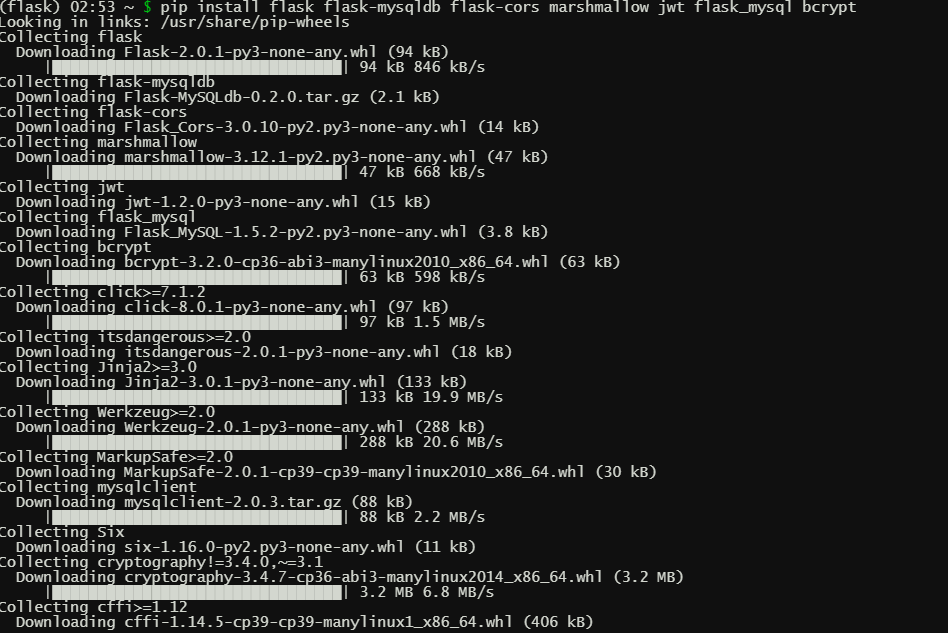 (flask) 02:53 ~ $ pip install flask flask-mysqldb flask-cors marshmallow jwt flask_mysql bcrypt
Looking in links: /usr/share/pip-wheels
Collecting flask
Downloading Flask-2.0.1-py3-none-any.whl (94 kB)
|████████████████████████████████| 94 kB 846 kB/s
Collecting flask-mysqldb
Downloading Flask-MySQLdb-0.2.0.tar.gz (2.1 kB)
Collecting flask-cors
Downloading Flask_Cors-3.0.10-py2.py3-none-any.whl (14 kB)
Collecting marshmallow
Downloading marshmallow-3.12.1-py2.py3-none-any.whl (47 kB)
|████████████████████████████████| 47 kB 668 kB/s
Collecting jwt
Downloading jwt-1.2.0-py3-none-any.whl (15 kB)
Collecting flask_mysql
Downloading Flask_MySQL-1.5.2-py2.py3-none-any.whl (3.8 kB)
Collecting bcrypt
Downloading bcrypt-3.2.0-cp36-abi3-manylinux2010_x86_64.whl (63 kB)
|████████████████████████████████| 63 kB 598 kB/s
Collecting click>=7.1.2
Downloading click-8.0.1-py3-none-any.whl (97 kB)
|████████████████████████████████| 97 kB 1.5 MB/s
Collecting itsdangerous>=2.0
Downloading itsdangerous-2.0.1-py3-none-any.whl (18 kB)
Collecting Jinja2>=3.0
Downloading Jinja2-3.0.1-py3-none-any.whl (133 kB)
|████████████████████████████████| 133 kB 19.9 MB/s
Collecting Werkzeug>=2.0
Downloading Werkzeug-2.0.1-py3-none-any.whl (288 kB)
|████████████████████████████████| 288 kB 20.6 MB/s
Collecting MarkupSafe>=2.0
Downloading MarkupSafe-2.0.1-cp39-cp39-manylinux2010_x86_64.whl (30 kB)
Collecting mysqlclient
Downloading mysqlclient-2.0.3.tar.gz (88 kB)
|████████████████████████████████| 88 kB 2.2 MB/s
Collecting Six
Downloading six-1.16.0-py2.py3-none-any.whl (11 kB)
Collecting cryptography!=3.4.0,~=3.1
Downloading cryptography-3.4.7-cp36-abi3-manylinux2014_x86_64.whl (3.2 MB)
|████████████████████████████████| 3.2 MB 6.8 MB/s
Collecting cffi>=1.12
Downloading cffi-1.14.5-cp39-cp39-manylinux1_x86_64.whl (406 kB)